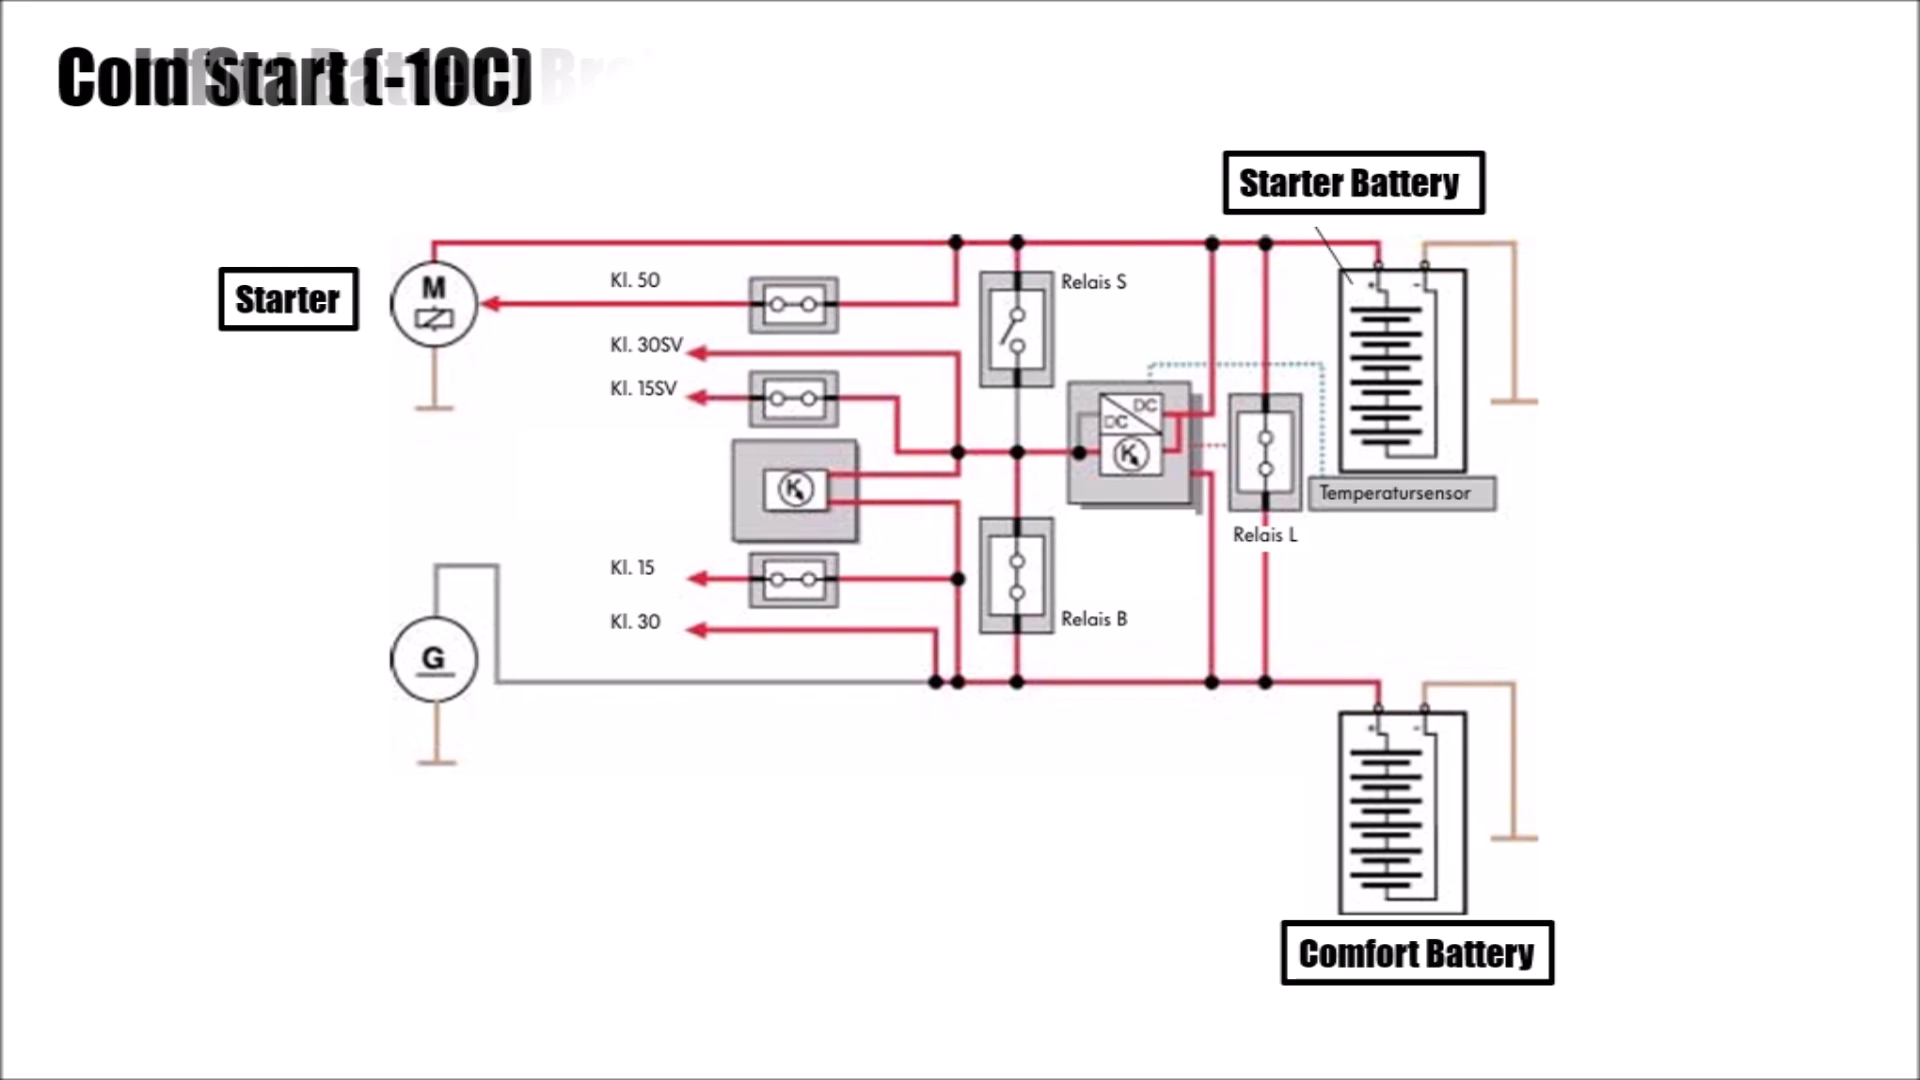 Cold Start (-10C)
Starter Battery
Starter
M
Kl. 50
Relais S
Kl. 30SV
Kl. 15SV
DC
DC
K
K
Temperatursensor
Relais L
Kl. 15
Kl. 30
Relais B
G
Comfort Battery